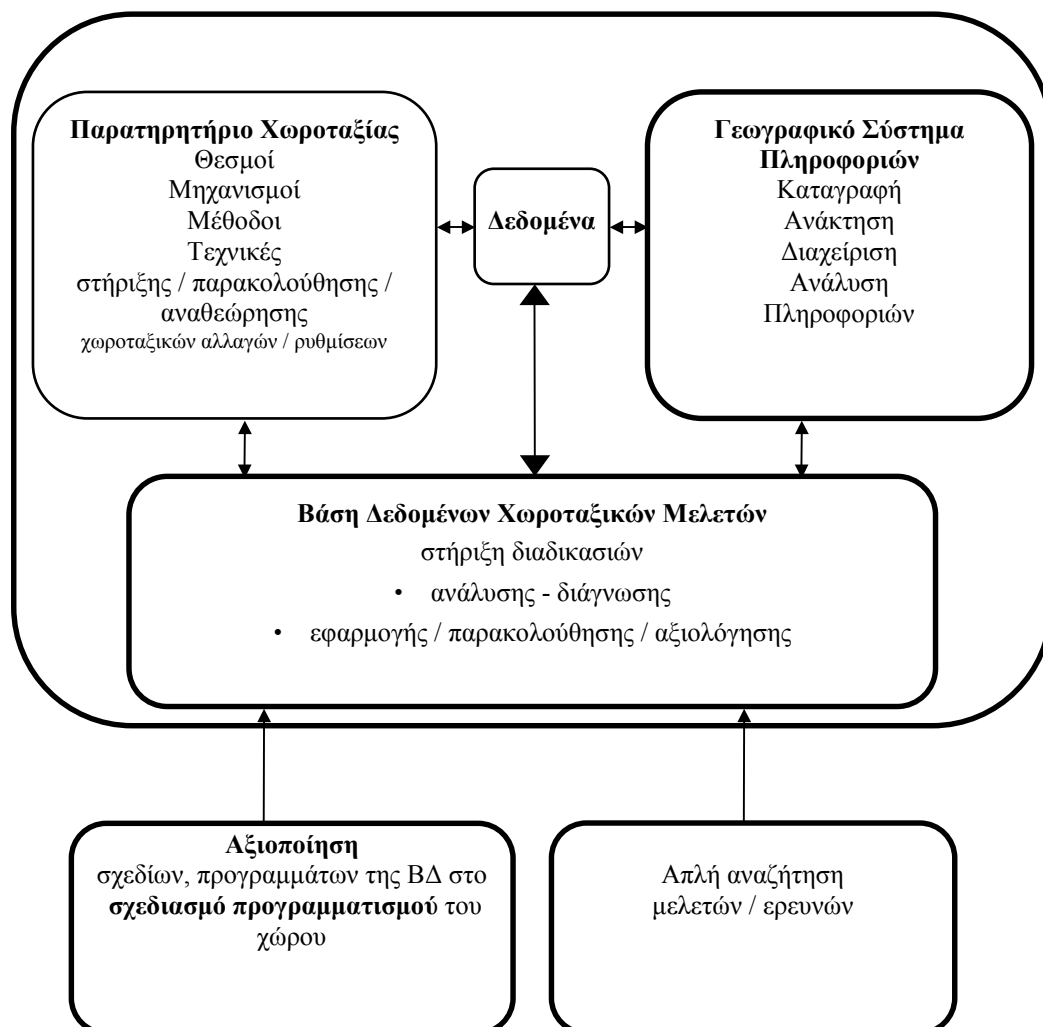 Παρατηρητήριο Χωροταξίας
Θεσμοί
Μηχανισμοί
Μέθοδοι
Τεχνικές
στήριξης / παρακολούθησης /
αναθεώρησης
χωροταξικών αλλαγών / ρυθμίσεων
Δεδομένα
Γεωγραφικό Σύστημα
Πληροφοριών
Καταγραφή
Ανάκτηση
Διαχείριση
Ανάλυση
Πληροφοριών
Βάση Δεδομένων Χωροταξικών Μελετών
στήριξη διαδικασιών
• ανάλυσης - διάγνωσης
• εφαρμογής / παρακολούθησης / αξιολόγησης
Αξιοποίηση
σχεδίων, προγραμμάτων της ΒΔ στο
σχεδιασμό προγραμματισμού του
χώρου
Απλή αναζήτηση
μελετών / ερευνών